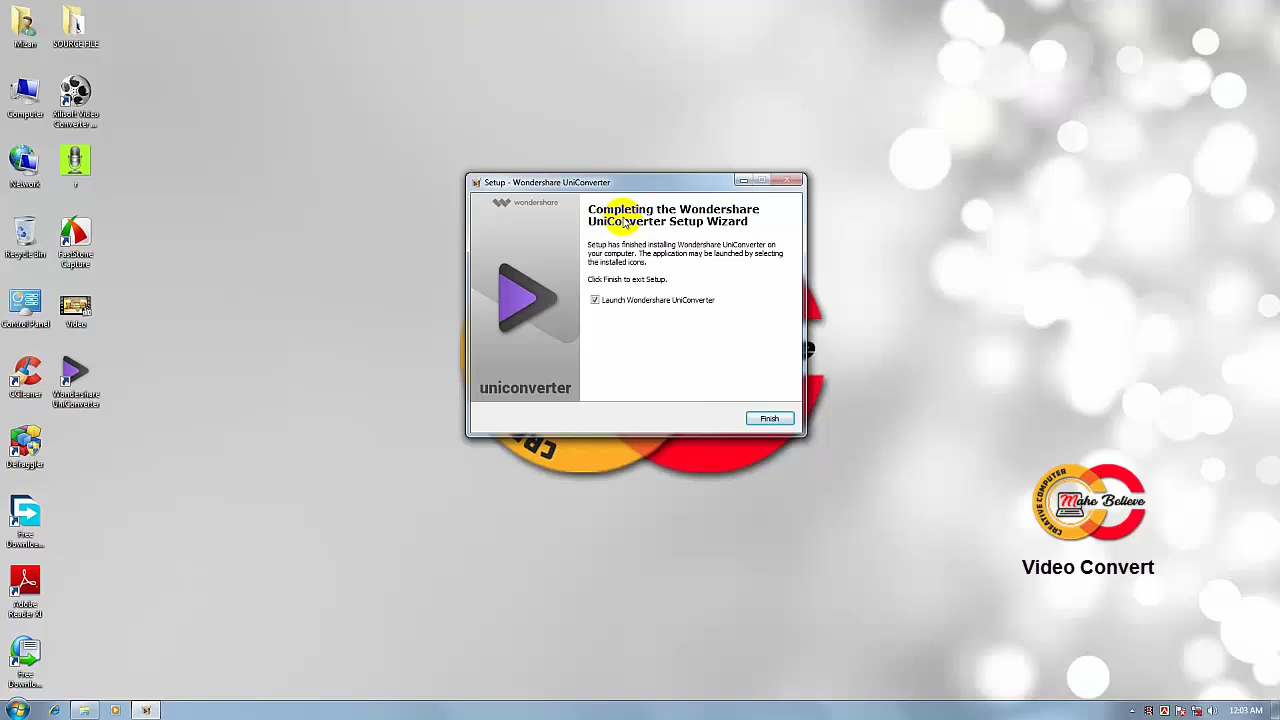 Mizan
SOURCE FILE
Computer
Xilisoft Video
Converter ...
Network
r
Recycle Bin
FastStone
Capture
Control Panel
Video
CCleaner
Wondershare
UniConverter
Defraggler
Free
Downloa...
Adobe
Reader XI
Free
Downlo...
Setup - Wondershare UniConverter
wondershare
Completing the Wondershare
UniConverter Setup Wizard
Setup has finished installing Wondershare UniConverter on
your computer. The application may be launched by selecting
the installed icons.
Click Finish to exit Setup.
Launch Wondershare UniConverter
uniconverter
Finish
CREATIVE COMPUTER
Make Believe
Video Convert
12:03 AM